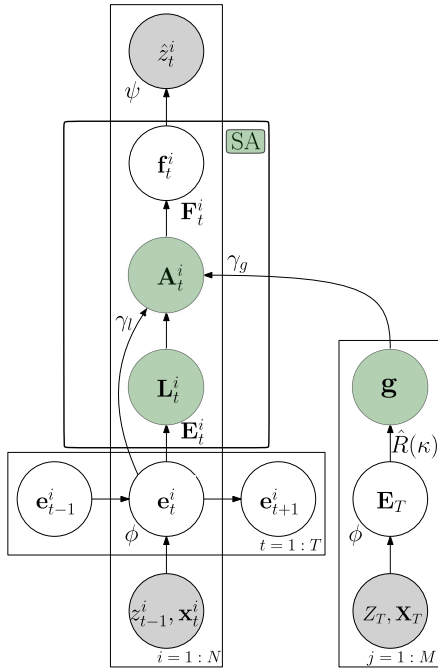 ẑ_t^i
ψ
SA
f_t^i
F_t^i
A_t^i
γ_g
γ_l
L_t^i
g
E_t^i
R̂(κ)
e_{t-1}^i
e_t^i
e_{t+1}^i
E_T
ϕ
ϕ
t = 1 : T
z_{t-1}^i, x_t^i
Z_T, X_T
i = 1 : N
j = 1 : M